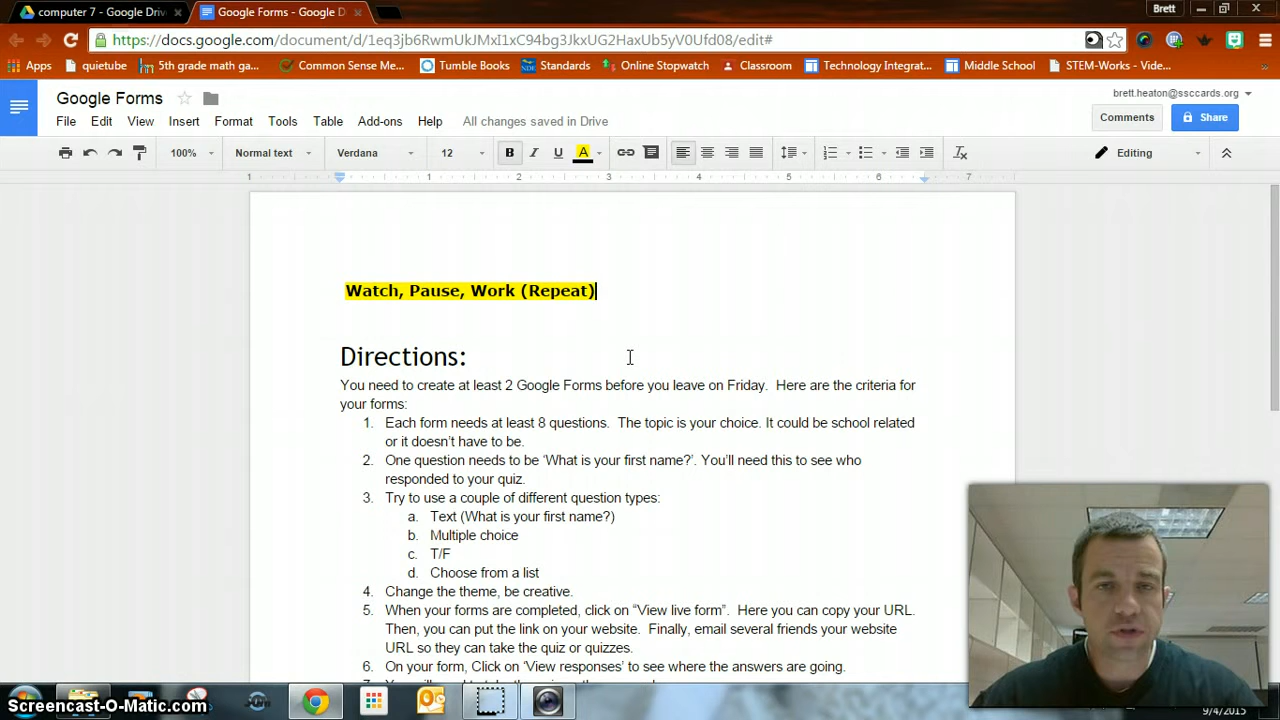 computer 7 - Google Driv
Google Forms - Google D
Brett
https://docs.google.com/document/d/1eq3jb6RwmUkJMxI1xC94bg3JkxUG2HaxUb5yV0Ufd08/edit#
Apps quietube 5th grade math ga... Common Sense Me... Tumble Books Standards Online Stopwatch Classroom Technology Integrat... Middle School STEM-Works - Vide...
Google Forms
brett.heaton@ssccards.org
File Edit View Insert Format Tools Table Add-ons Help All changes saved in Drive
Comments Share
100% Normal text Verdana 12 B I U A Editing
1 1 2 3 4 5 6 7
Watch, Pause, Work (Repeat)
Directions:
You need to create at least 2 Google Forms before you leave on Friday. Here are the criteria for
your forms:
1. Each form needs at least 8 questions. The topic is your choice. It could be school related
or it doesn't have to be.
2. One question needs to be 'What is your first name?'. You'll need this to see who
responded to your quiz.
3. Try to use a couple of different question types:
a. Text (What is your first name?)
b. Multiple choice
c. T/F
d. Choose from a list
4. Change the theme, be creative.
5. When your forms are completed, click on "View live form". Here you can copy your URL.
Then, you can put the link on your website. Finally, email several friends your website
URL so they can take the quiz or quizzes.
6. On your form, Click on 'View responses' to see where the answers are going.
Screencast-O-Matic.com
9/4/2015